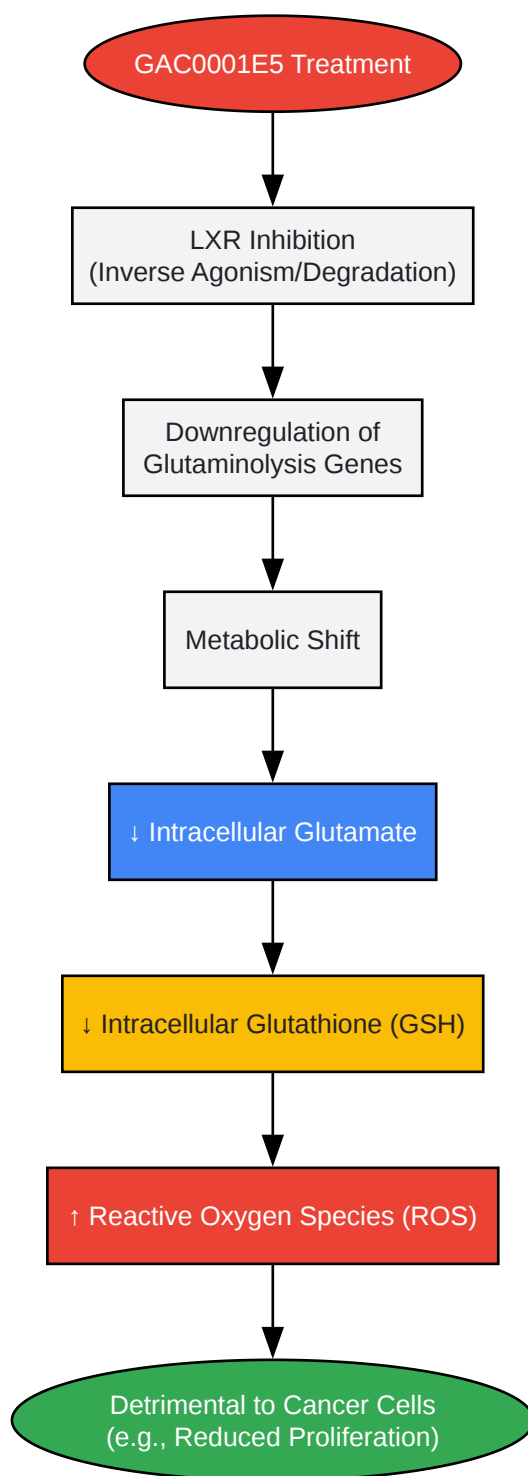 GAC0001E5 Treatment
LXR Inhibition
(Inverse Agonism/Degradation)
Downregulation of
Glutaminolysis Genes
Metabolic Shift
↓ Intracellular Glutamate
↓ Intracellular Glutathione (GSH)
↑ Reactive Oxygen Species (ROS)
Detrimental to Cancer Cells
(e.g., Reduced Proliferation)